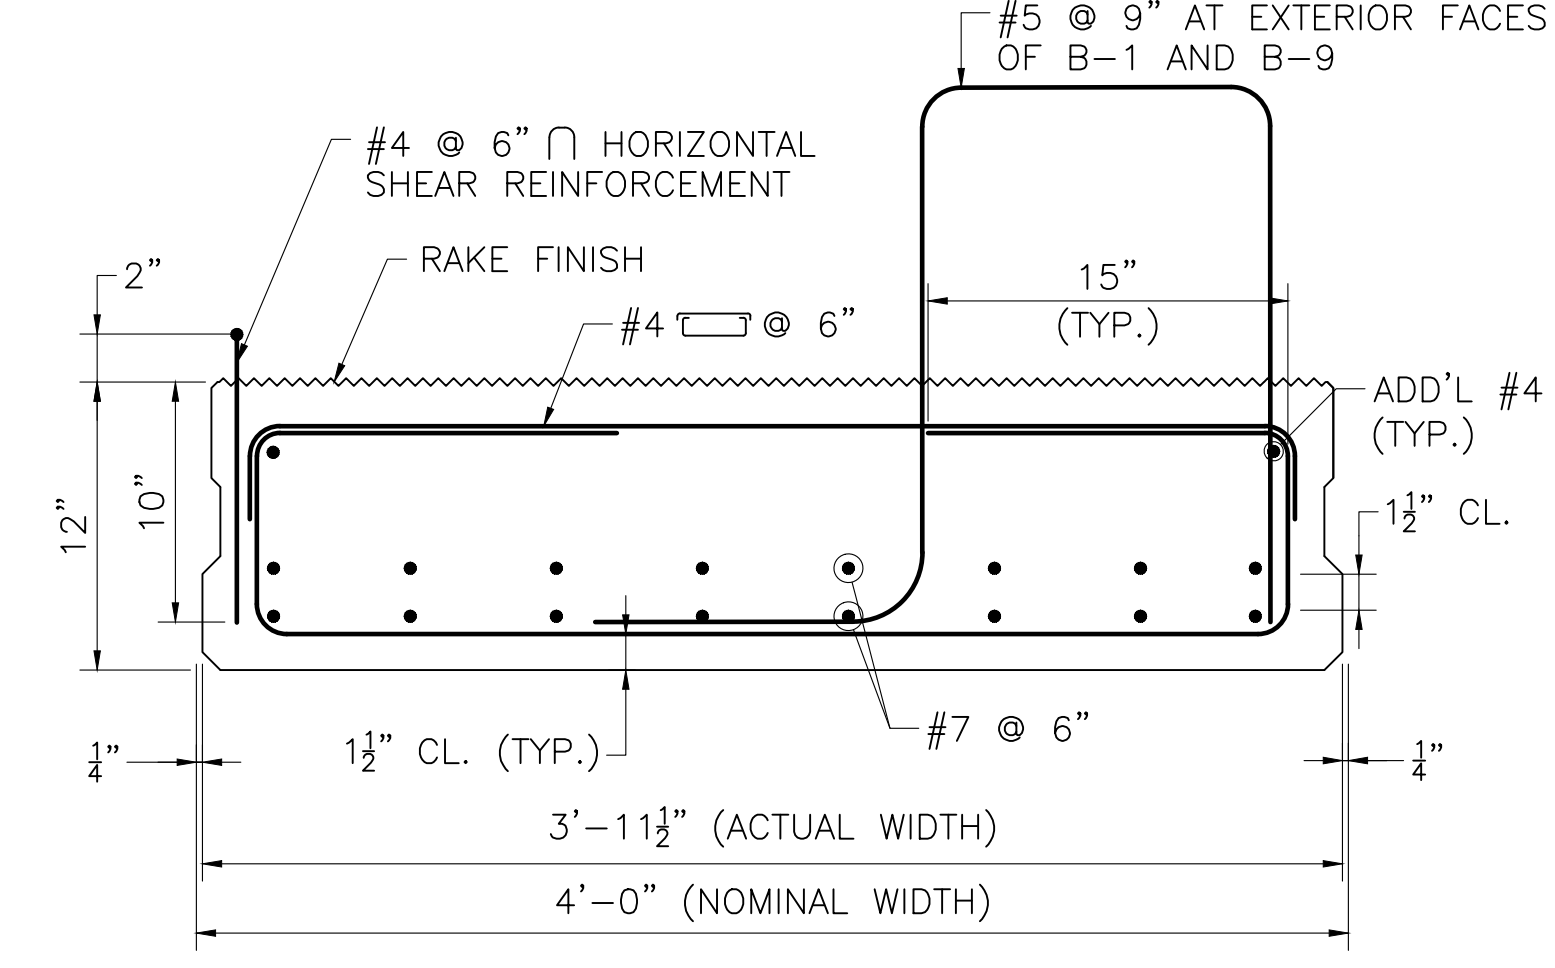 #5 @ 9" AT EXTERIOR FACES
OF B-1 AND B-9
#4 @ 6" ∩ HORIZONTAL
SHEAR REINFORCEMENT
RAKE FINISH
2"
15"
(TYP.)
#4 @ 6"
ADD'L #4
(TYP.)
12"
10"
1½" CL.
#7 @ 6"
1½" CL. (TYP.)
¼"
¼"
3'-11½" (ACTUAL WIDTH)
4'-0" (NOMINAL WIDTH)